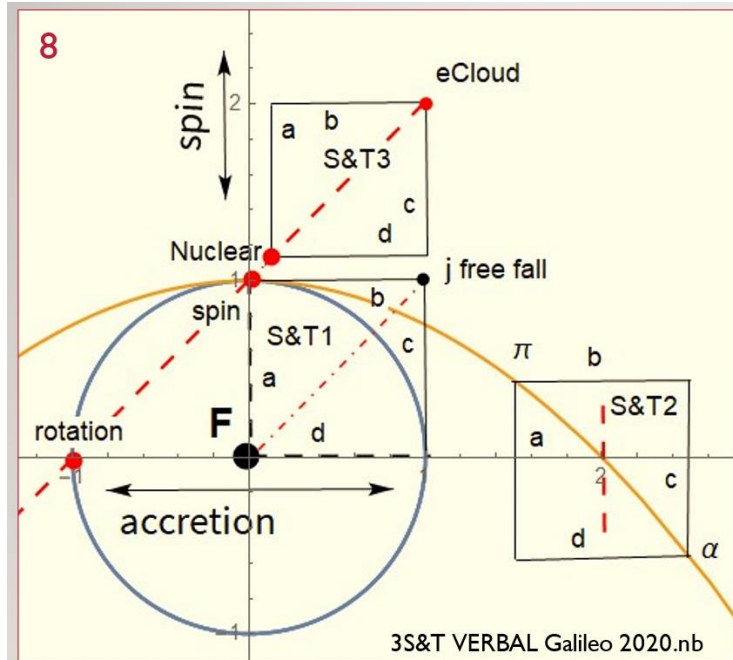 8
spin
eCloud
2
a
b
S&T3
c
d
Nuclear
1
j free fall
spin
b
S&T1
c
a
π
b
S&T2
rotation
F
d
a
-1
2
c
accretion
d
α
-1
3S&T VERBAL Galileo 2020.nb